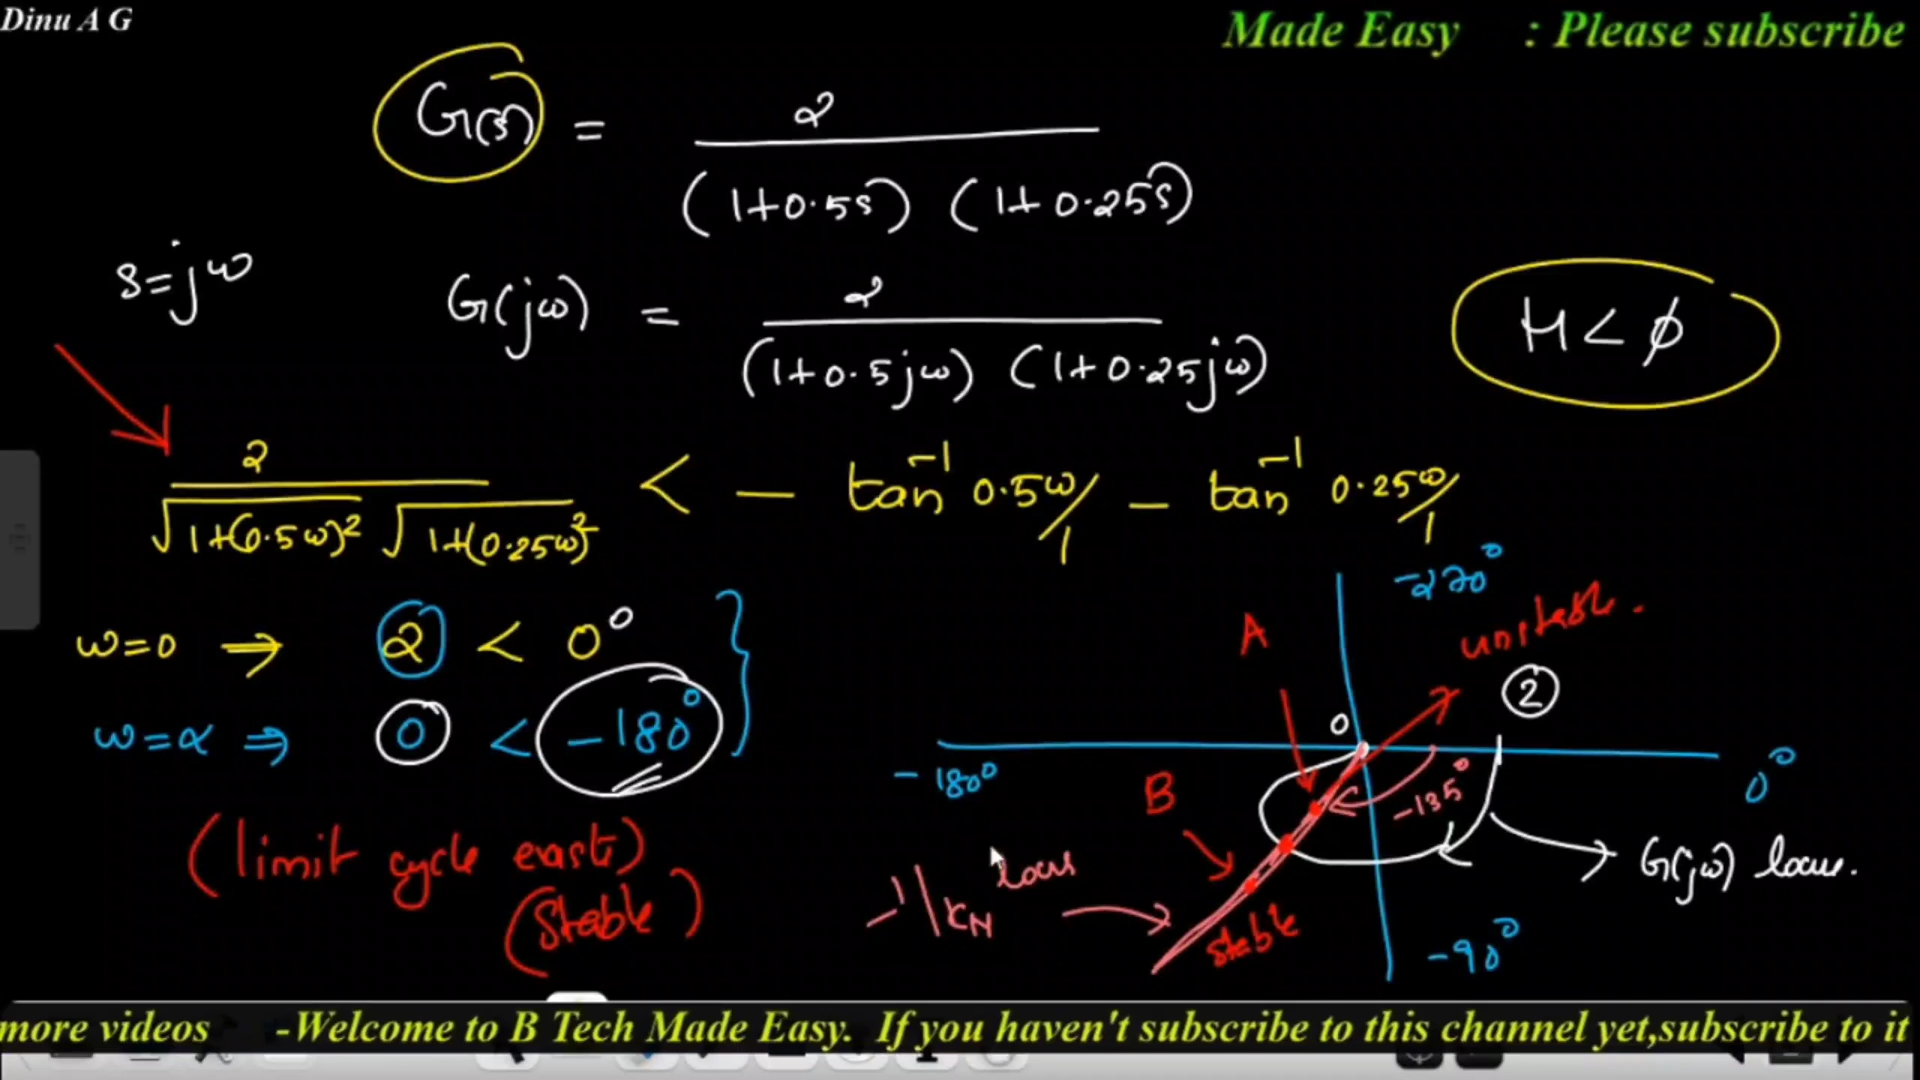 Dinu A G
Made Easy : Please subscribe
G(s) = 2 / (1+0.5s) (1+0.25s)
s=jω
G(jω) = 2 / (1+0.5jω) (1+0.25jω)
M∠φ
2 / √1+(0.5ω)² √1+(0.25ω)² ∠ - tan⁻¹ 0.5ω/1 - tan⁻¹ 0.25ω/1
ω=0 ⇒ 2 ∠ 0°
ω=α ⇒ 0 ∠ -180°
(limit cycle exist)
(Stable)
-270°
unstable.
A
2
0
-180°
0°
B
-135°
G(jω) locus.
-1/KN locus
stable
-90°
more videos -Welcome to B Tech Made Easy. If you haven't subscribe to this channel yet,subscribe to it